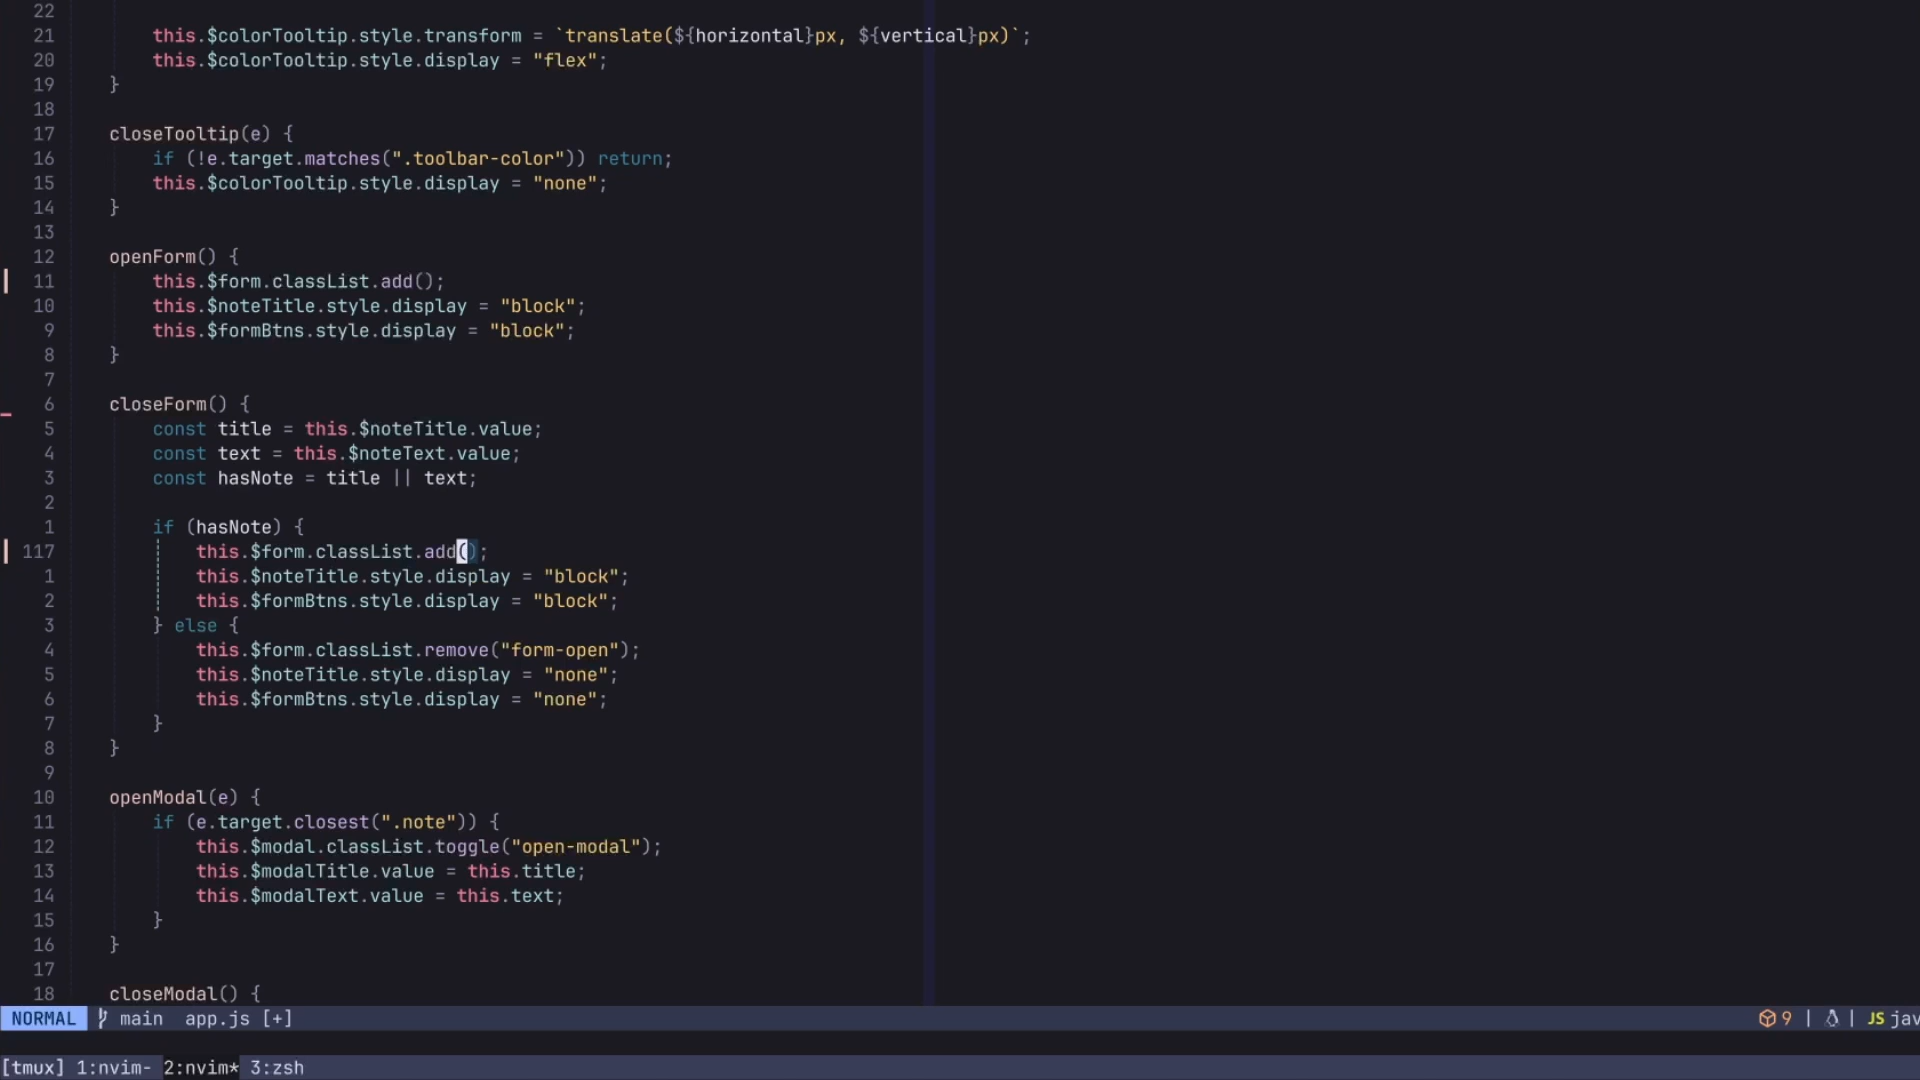 22
21 this.$colorTooltip.style.transform = `translate(${horizontal}px, ${vertical}px)`;
20 this.$colorTooltip.style.display = "flex";
19 }
18
17 closeTooltip(e) {
16 if (!e.target.matches(".toolbar-color")) return;
15 this.$colorTooltip.style.display = "none";
14 }
13
12 openForm() {
11 this.$form.classList.add();
10 this.$noteTitle.style.display = "block";
9 this.$formBtns.style.display = "block";
8 }
7
6 closeForm() {
5 const title = this.$noteTitle.value;
4 const text = this.$noteText.value;
3 const hasNote = title || text;
2
1 if (hasNote) {
117 this.$form.classList.add();
1 this.$noteTitle.style.display = "block";
2 this.$formBtns.style.display = "block";
3 } else {
4 this.$form.classList.remove("form-open");
5 this.$noteTitle.style.display = "none";
6 this.$formBtns.style.display = "none";
7 }
8 }
9
10 openModal(e) {
11 if (e.target.closest(".note")) {
12 this.$modal.classList.toggle("open-modal");
13 this.$modalTitle.value = this.title;
14 this.$modalText.value = this.text;
15 }
16 }
17
18 closeModal() {
NORMAL main app.js [+] 9 | | JS jav
[tmux] 1:nvim- 2:nvim* 3:zsh